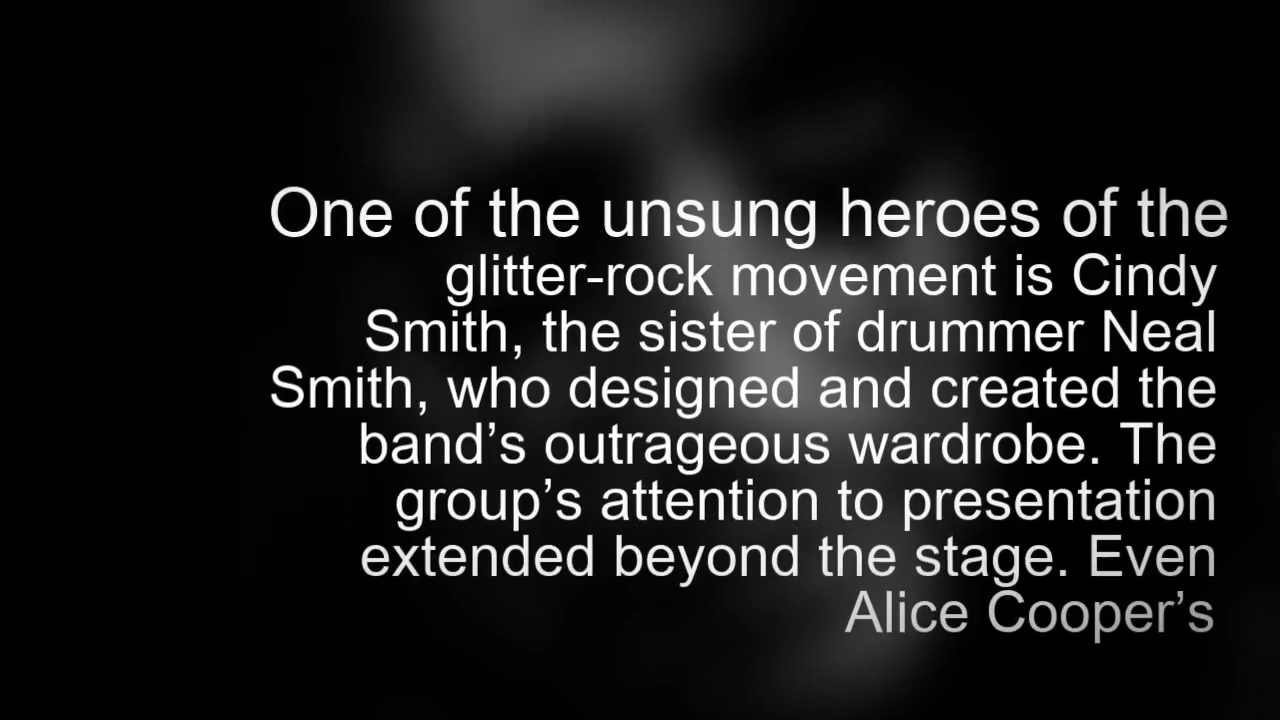 One of the unsung heroes of the
glitter-rock movement is Cindy
Smith, the sister of drummer Neal
Smith, who designed and created the
band’s outrageous wardrobe. The
group’s attention to presentation
extended beyond the stage. Even
Alice Cooper’s